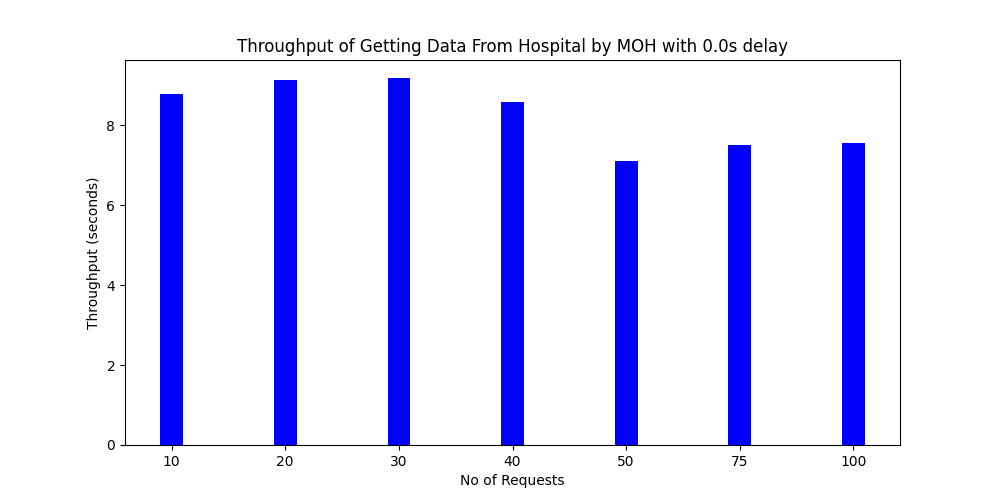 Throughput of Getting Data From Hospital by MOH with 0.0s delay
Throughput (seconds)
8
6
4
2
0
10 20 30 40 50 75 100
No of Requests